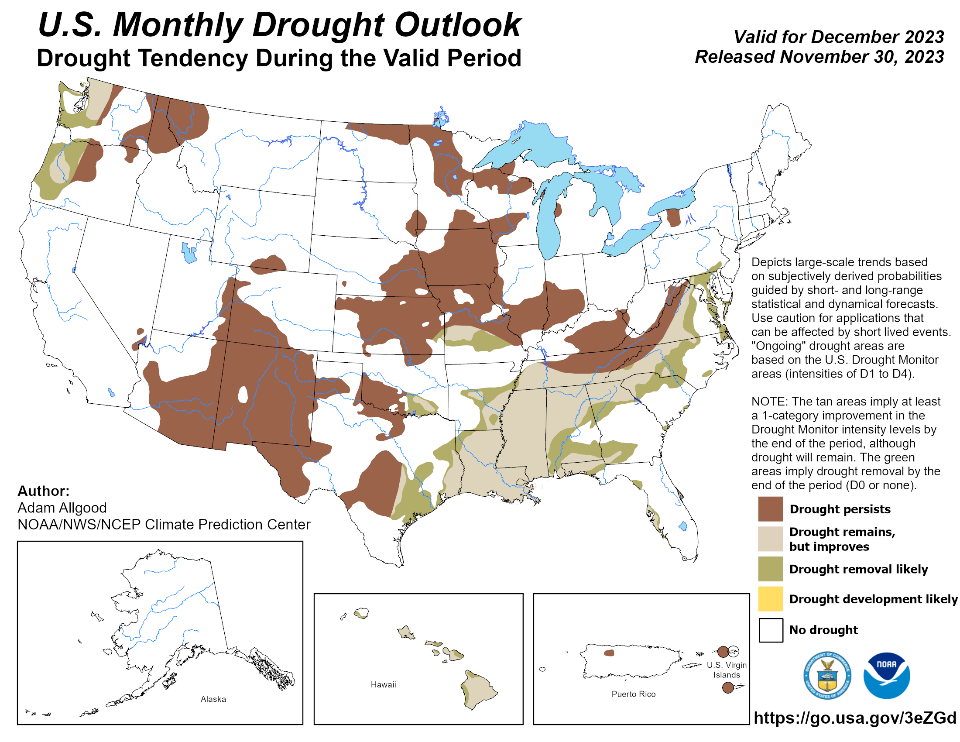 U.S. Monthly Drought Outlook
Drought Tendency During the Valid Period
Valid for December 2023
Released November 30, 2023
Depicts large-scale trends based
on subjectively derived probabilities
guided by short- and long-range
statistical and dynamical forecasts.
Use caution for applications that
can be affected by short lived events.
"Ongoing" drought areas are
based on the U.S. Drought Monitor
areas (intensities of D1 to D4).
NOTE: The tan areas imply at least
a 1-category improvement in the
Drought Monitor intensity levels by
the end of the period, although
drought will remain. The green
areas imply drought removal by the
end of the period (D0 or none).
Author:
Adam Allgood
NOAA/NWS/NCEP Climate Prediction Center
Drought persists
Drought remains,
but improves
Drought removal likely
Drought development likely
No drought
Alaska
Hawaii
Puerto Rico
U.S. Virgin
Islands
NOAA
https://go.usa.gov/3eZGd